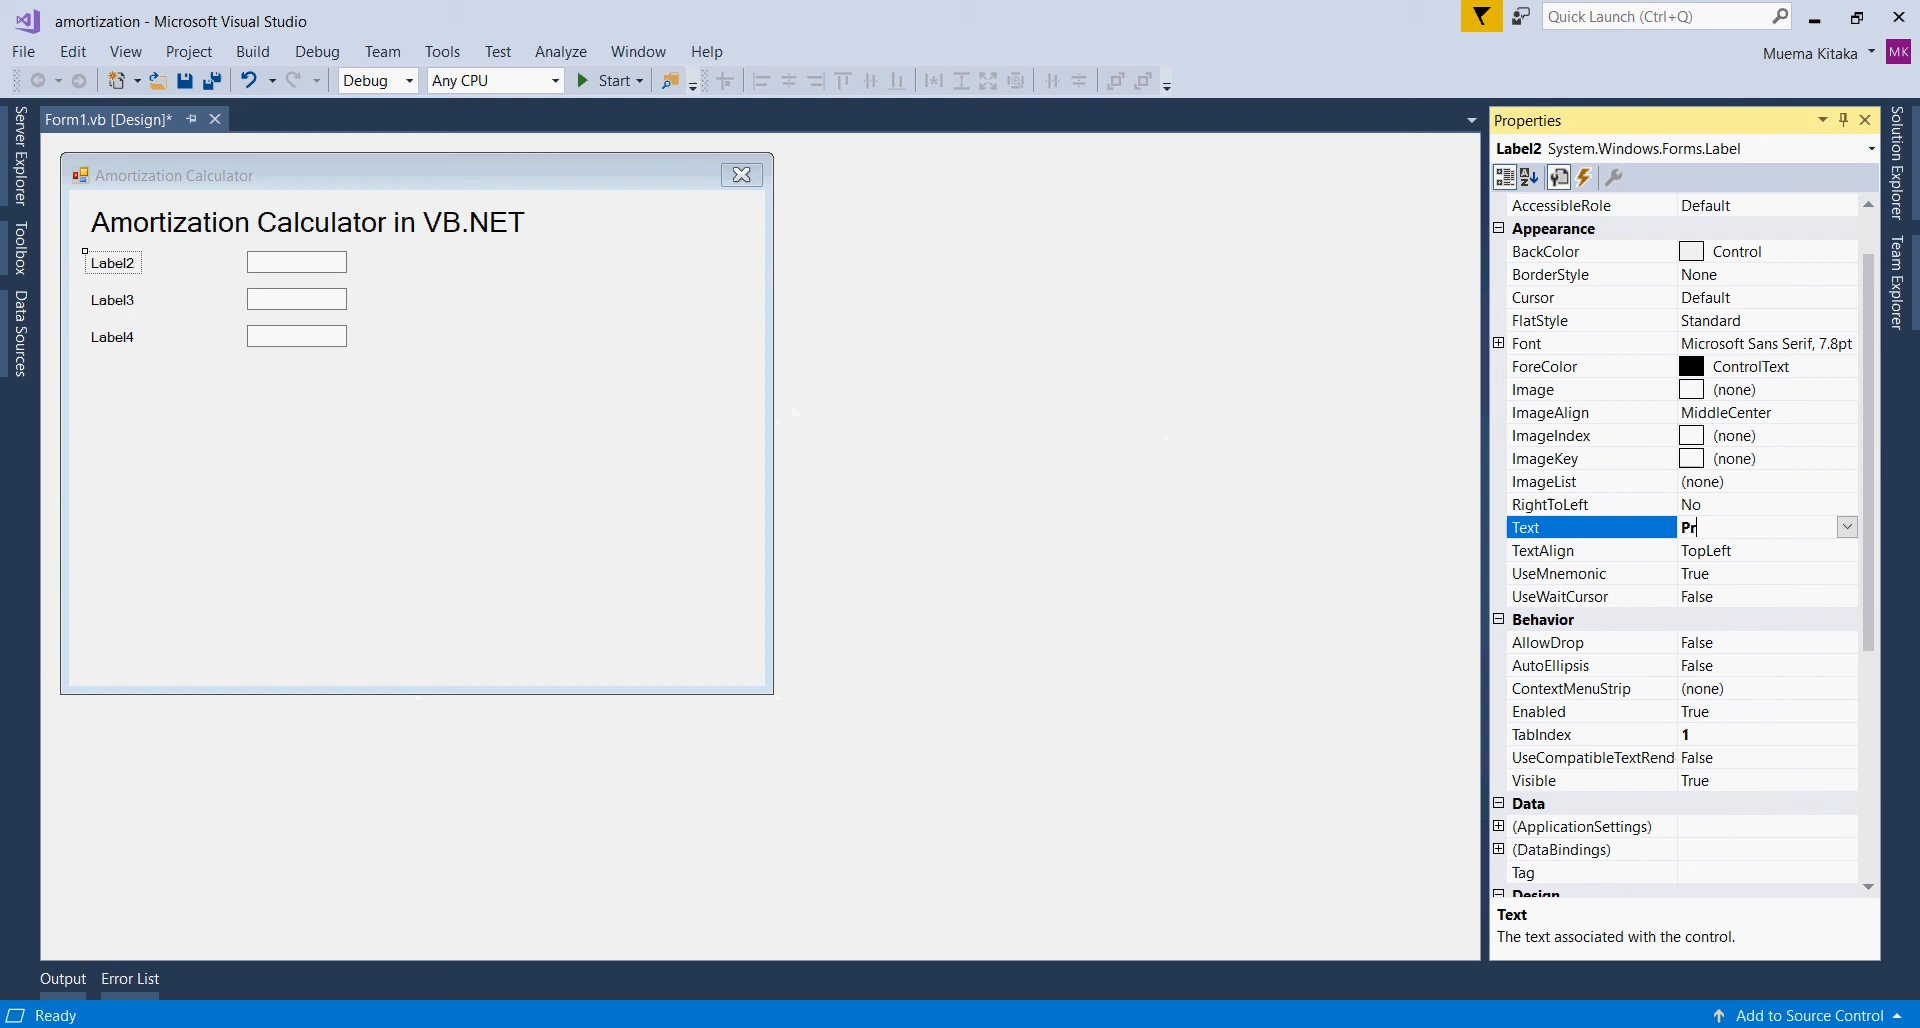 amortization - Microsoft Visual Studio
Quick Launch (Ctrl+Q)
File Edit View Project Build Debug Team Tools Test Analyze Window Help
Muema Kitaka MK
Debug Any CPU Start
Form1.vb [Design]*
Server Explorer
Toolbox
Data Sources
Amortization Calculator
Amortization Calculator in VB.NET
Label2
Label3
Label4
Properties
Label2 System.Windows.Forms.Label
AccessibleRole Default
Appearance
BackColor Control
BorderStyle None
Cursor Default
FlatStyle Standard
Font Microsoft Sans Serif, 7.8pt
ForeColor ControlText
Image (none)
ImageAlign MiddleCenter
ImageIndex (none)
ImageKey (none)
ImageList (none)
RightToLeft No
Text Pr
TextAlign TopLeft
UseMnemonic True
UseWaitCursor False
Behavior
AllowDrop False
AutoEllipsis False
ContextMenuStrip (none)
Enabled True
TabIndex 1
UseCompatibleTextRend False
Visible True
Data
(ApplicationSettings)
(DataBindings)
Tag
Design
Text
The text associated with the control.
Solution Explorer
Team Explorer
Output Error List
Ready
Add to Source Control